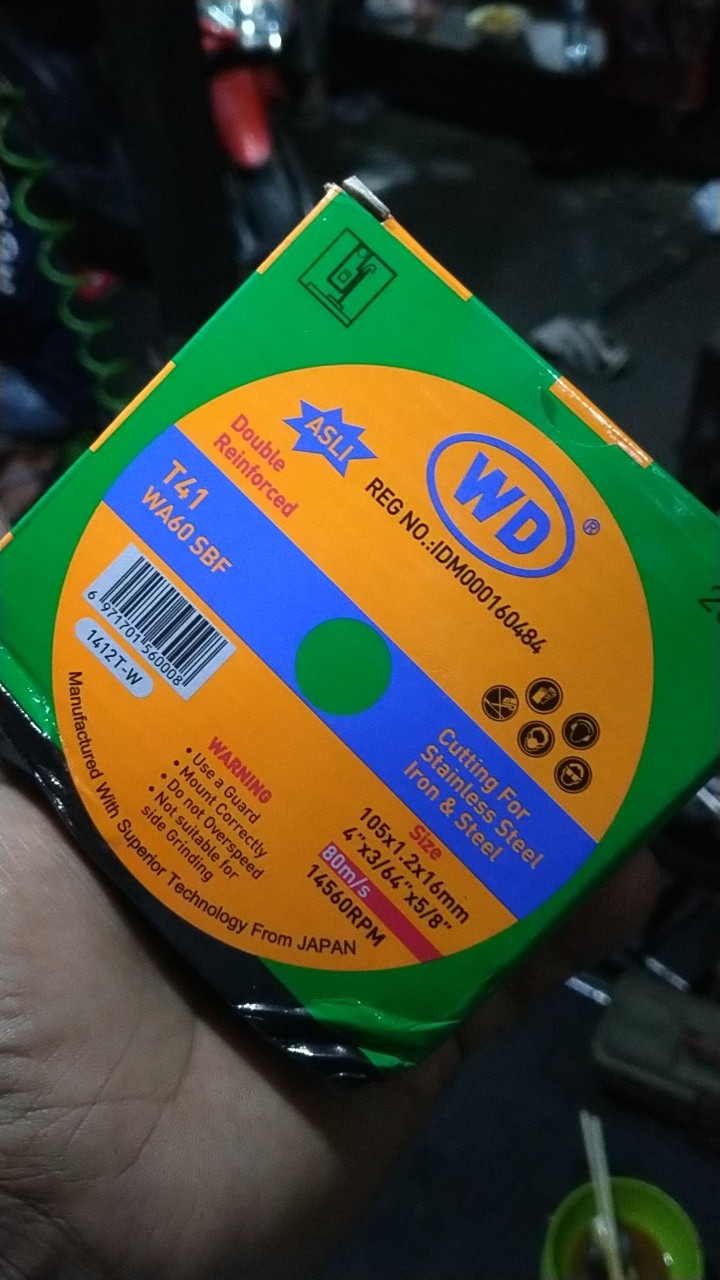 WD
®
ASLI
REG NO.:IDM000160484
Double
Reinforced
T41
WA60 SBF
6 971701 560008
1412T-W
Cutting For
Stainless Steel
Iron & Steel
WARNING
• Use a Guard
• Mount Correctly
• Do not Overspeed
• Not suitable for
side Grinding
Size
105x1.2x16mm
4"x3/64"x5/8"
80m/s
14560RPM
Manufactured With Superior Technology From JAPAN